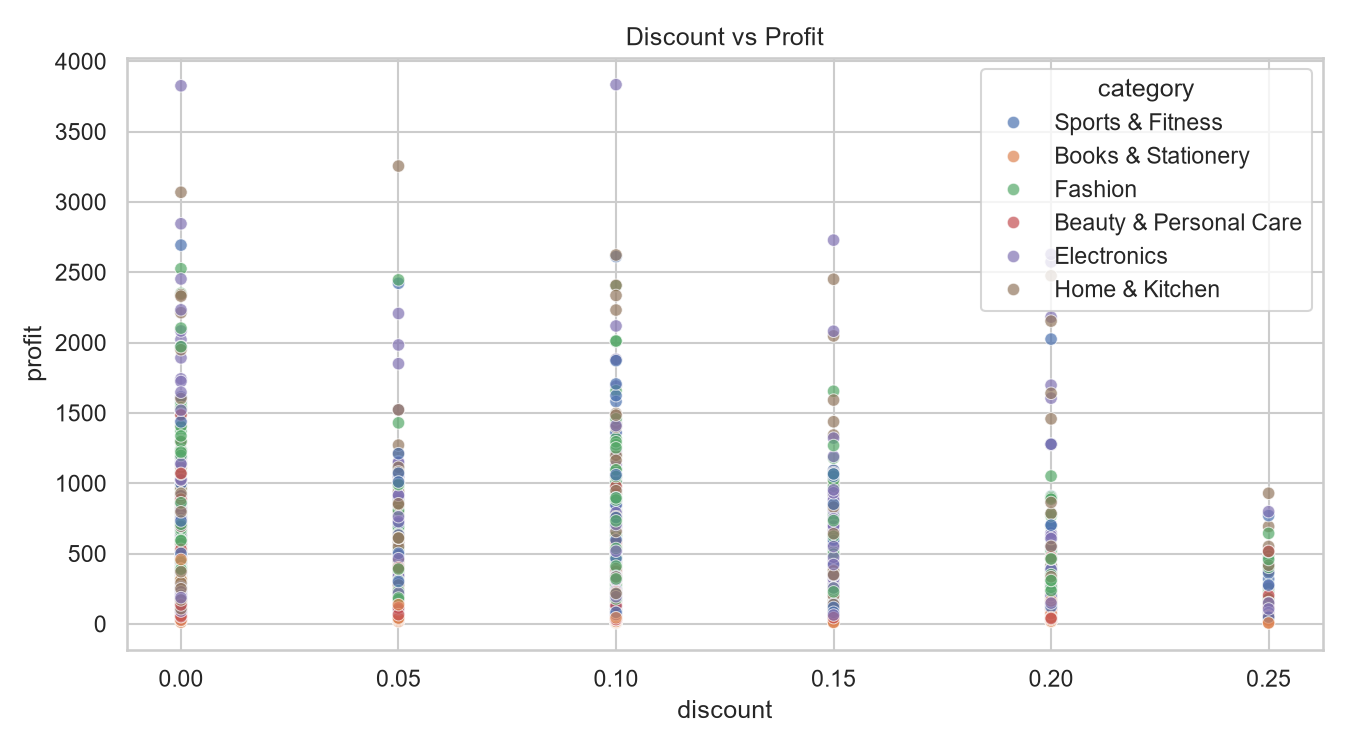 Discount vs Profit
4000
3500
3000
2500
2000
1500
1000
500
0
profit
category
Sports & Fitness
Books & Stationery
Fashion
Beauty & Personal Care
Electronics
Home & Kitchen
0.00 0.05 0.10 0.15 0.20 0.25
discount